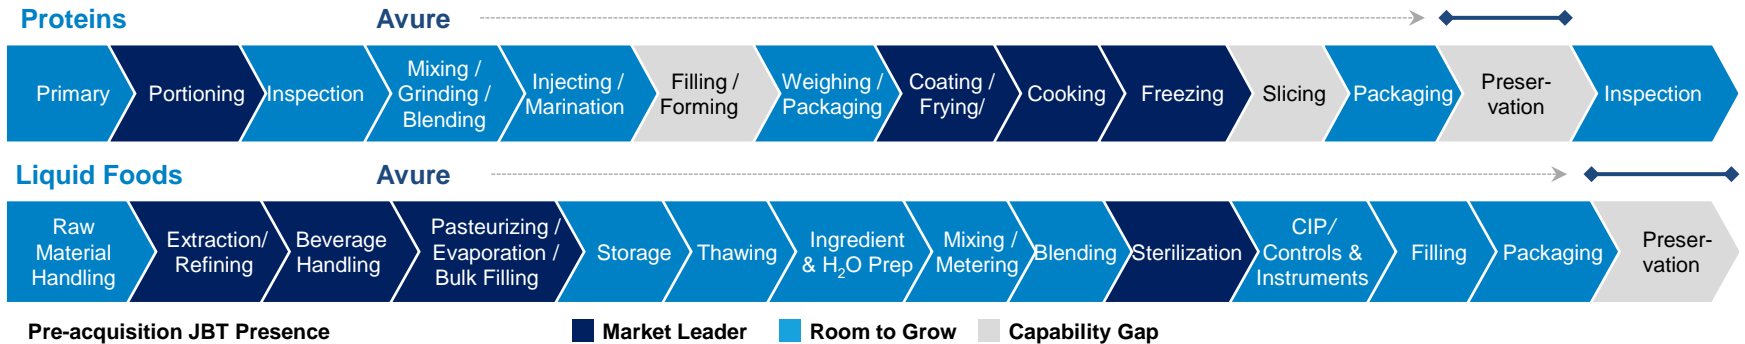 Proteins
Avure
Primary
Portioning
Inspection
Mixing /
Grinding /
Blending
Injecting /
Marination
Filling /
Forming
Weighing /
Packaging
Coating /
Frying/
Cooking
Freezing
Slicing
Packaging
Preser-
vation
Inspection
Liquid Foods
Avure
Raw
Material
Handling
Extraction/
Refining
Beverage
Handling
Pasteurizing /
Evaporation /
Bulk Filling
Storage
Thawing
Ingredient
& H₂O Prep
Mixing /
Metering
Blending
Sterilization
CIP/
Controls &
Instruments
Filling
Packaging
Preser-
vation
Pre-acquisition JBT Presence
Market Leader
Room to Grow
Capability Gap